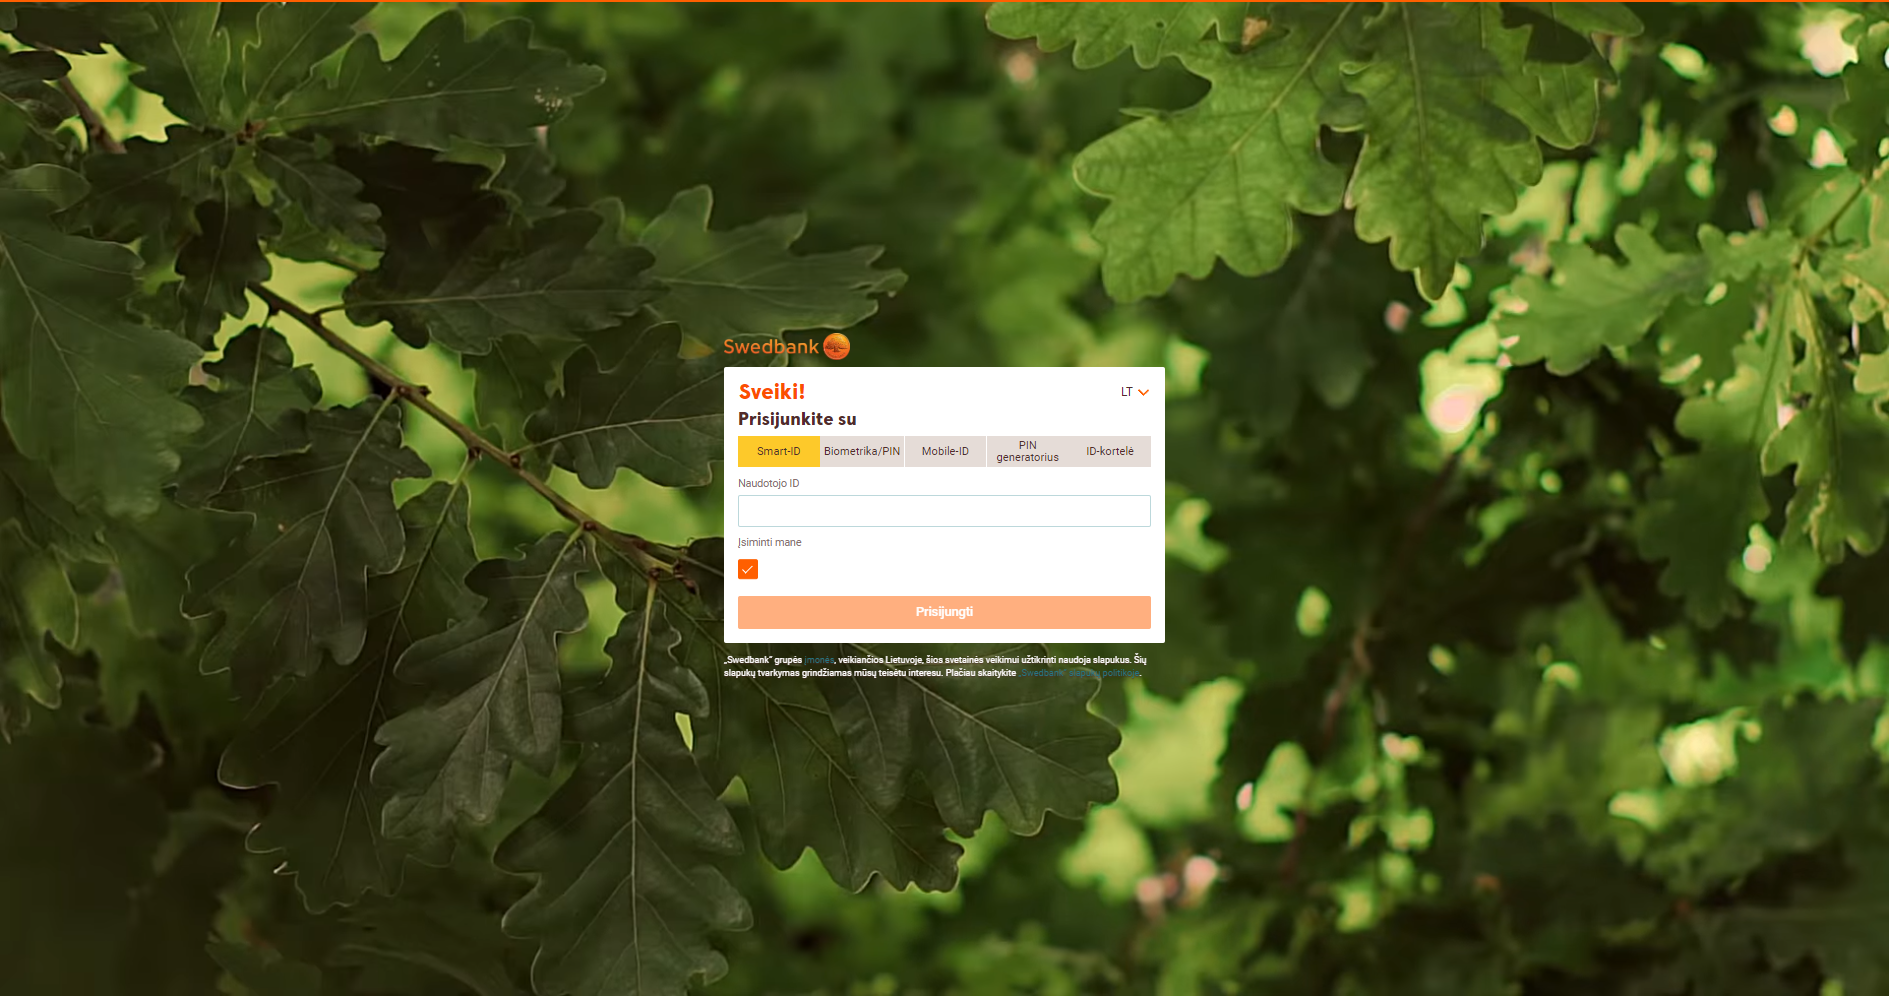 Swedbank
Sveiki!
LT
Prisijunkite su
Smart-ID
Biometrika/PIN
Mobile-ID
PIN
generatorius
ID-kortelė
Naudotojo ID
Įsiminti mane
Prisijungti
„Swedbank“ grupės įmonės, veikiančios Lietuvoje, šios svetainės veikimui užtikrinti naudoja slapukus. Šių
slapukų tvarkymas grindžiamas mūsų teisėtu interesu. Plačiau skaitykite „Swedbank“ slapukų politikoje.